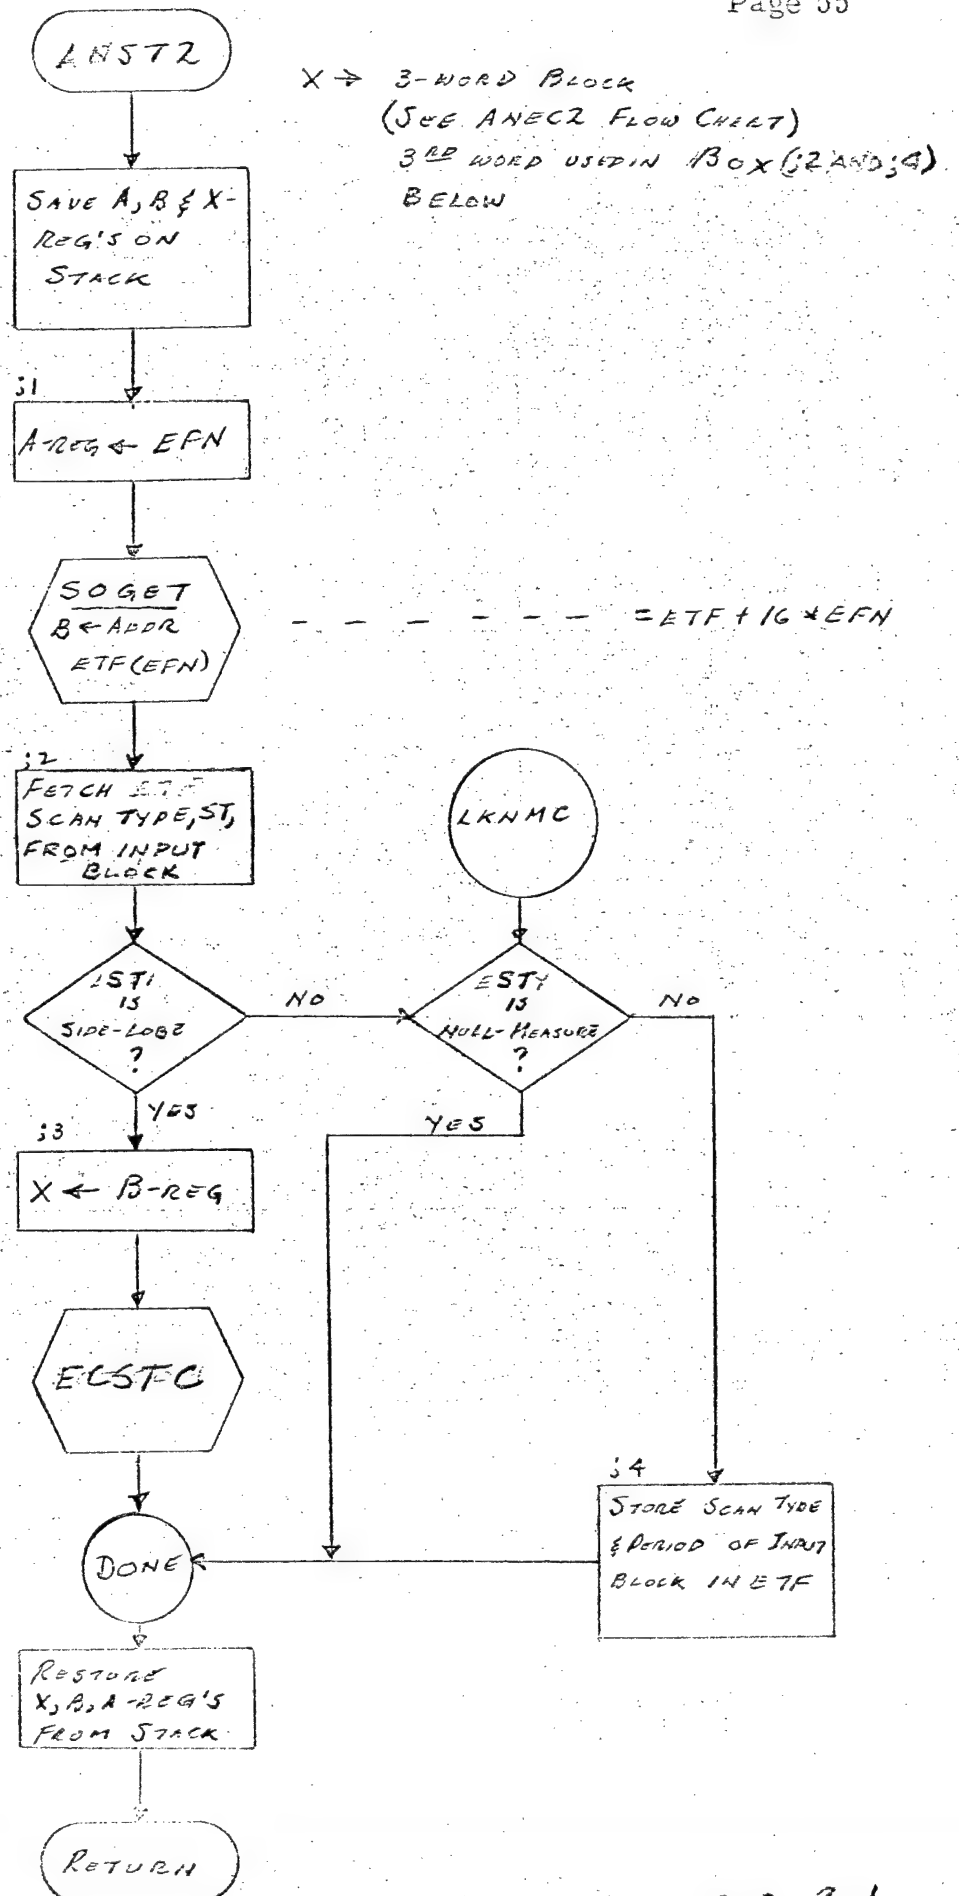 Page 55
LNST2
X → 3-WORD BLOCK
(SEE ANEC2 FLOW CHART)
3RD WORD USED IN BOX (;2 AND ;4)
BELOW
SAVE A, B & X-
REG'S ON
STACK
;1
A-REG ← EFN
SOGET
B ← ADDR
ETF(EFN)
- - - - - - = ETF + 16 * EFN
;2
FETCH
SCAN TYPE, ST,
FROM INPUT
BLOCK
LKNMC
IS
SIDE-LOBE
?
NO
ESTY
IS
NULL-MEASURE
?
NO
YES
YES
;3
X ← B-REG
ECSTC
;4
STORE SCAN TYPE
& PERIOD OF INPUT
BLOCK IN ETF
DONE
RESTORE
X, B, A-REG'S
FROM STACK
RETURN